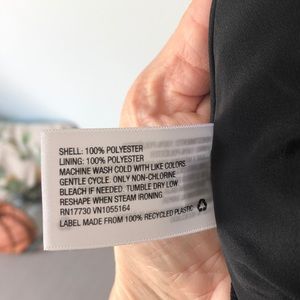 SHELL: 100% POLYESTER
LINING: 100% POLYESTER
MACHINE WASH COLD WITH LIKE COLORS.
GENTLE CYCLE. ONLY NON-CHLORINE
BLEACH IF NEEDED. TUMBLE DRY LOW.
RESHAPE WHEN STEAM IRONING.
RN17730 VN1055164
LABEL MADE FROM 100% RECYCLED PLASTIC